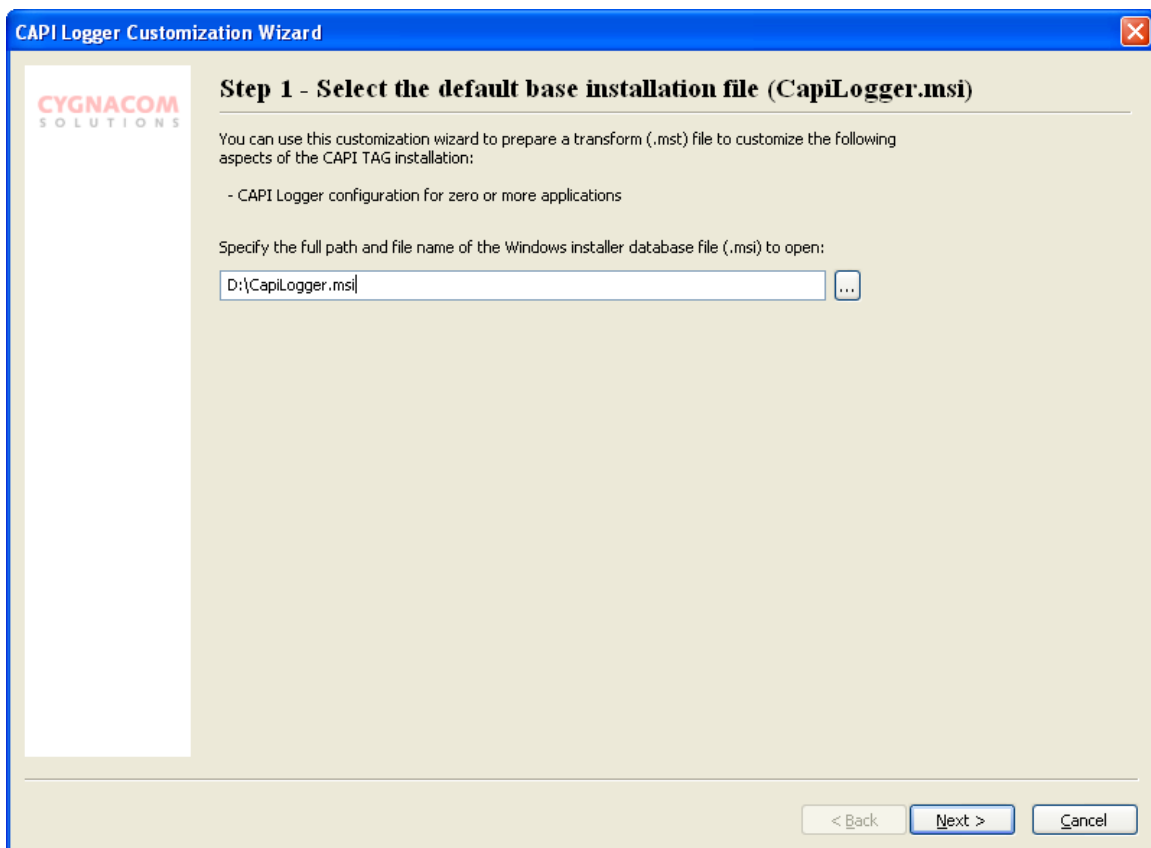 CAPI Logger Customization Wizard
CYGNACOM
SOLUTIONS
Step 1 - Select the default base installation file (CapiLogger.msi)
You can use this customization wizard to prepare a transform (.mst) file to customize the following
aspects of the CAPI TAG installation:
- CAPI Logger configuration for zero or more applications
Specify the full path and file name of the Windows installer database file (.msi) to open:
D:\CapiLogger.msi
...
< Back
Next >
Cancel